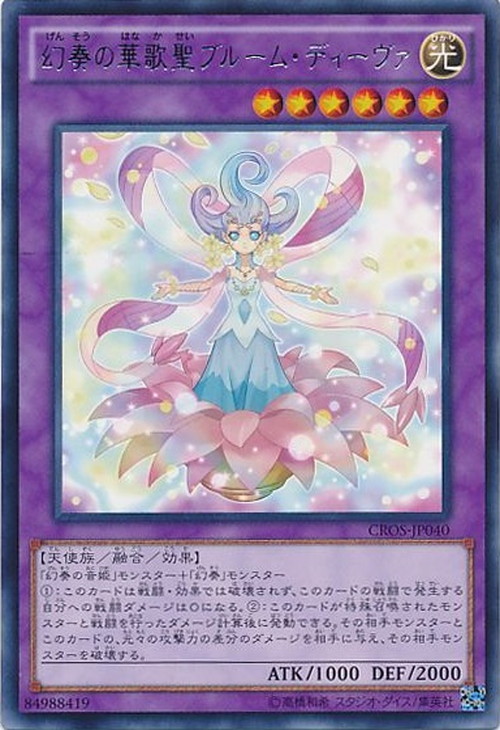 幻奏の華歌聖ブルーム・ディーヴァ
光
CROS-JP040
【天使族/融合/効果】
「幻奏の音姫」モンスター+「幻奏」モンスター
①:このカードは戦闘・効果では破壊されず、このカードの戦闘で発生する
自分への戦闘ダメージは0になる。②:このカードが特殊召喚されたモン
スターと戦闘を行ったダメージ計算後に発動できる。その相手モンスターと
このカードの、元々の攻撃力の差分のダメージを相手に与え、その相手モン
スターを破壊する。
ATK/1000 DEF/2000
84988419
©高橋和希 スタジオ・ダイス/集英社